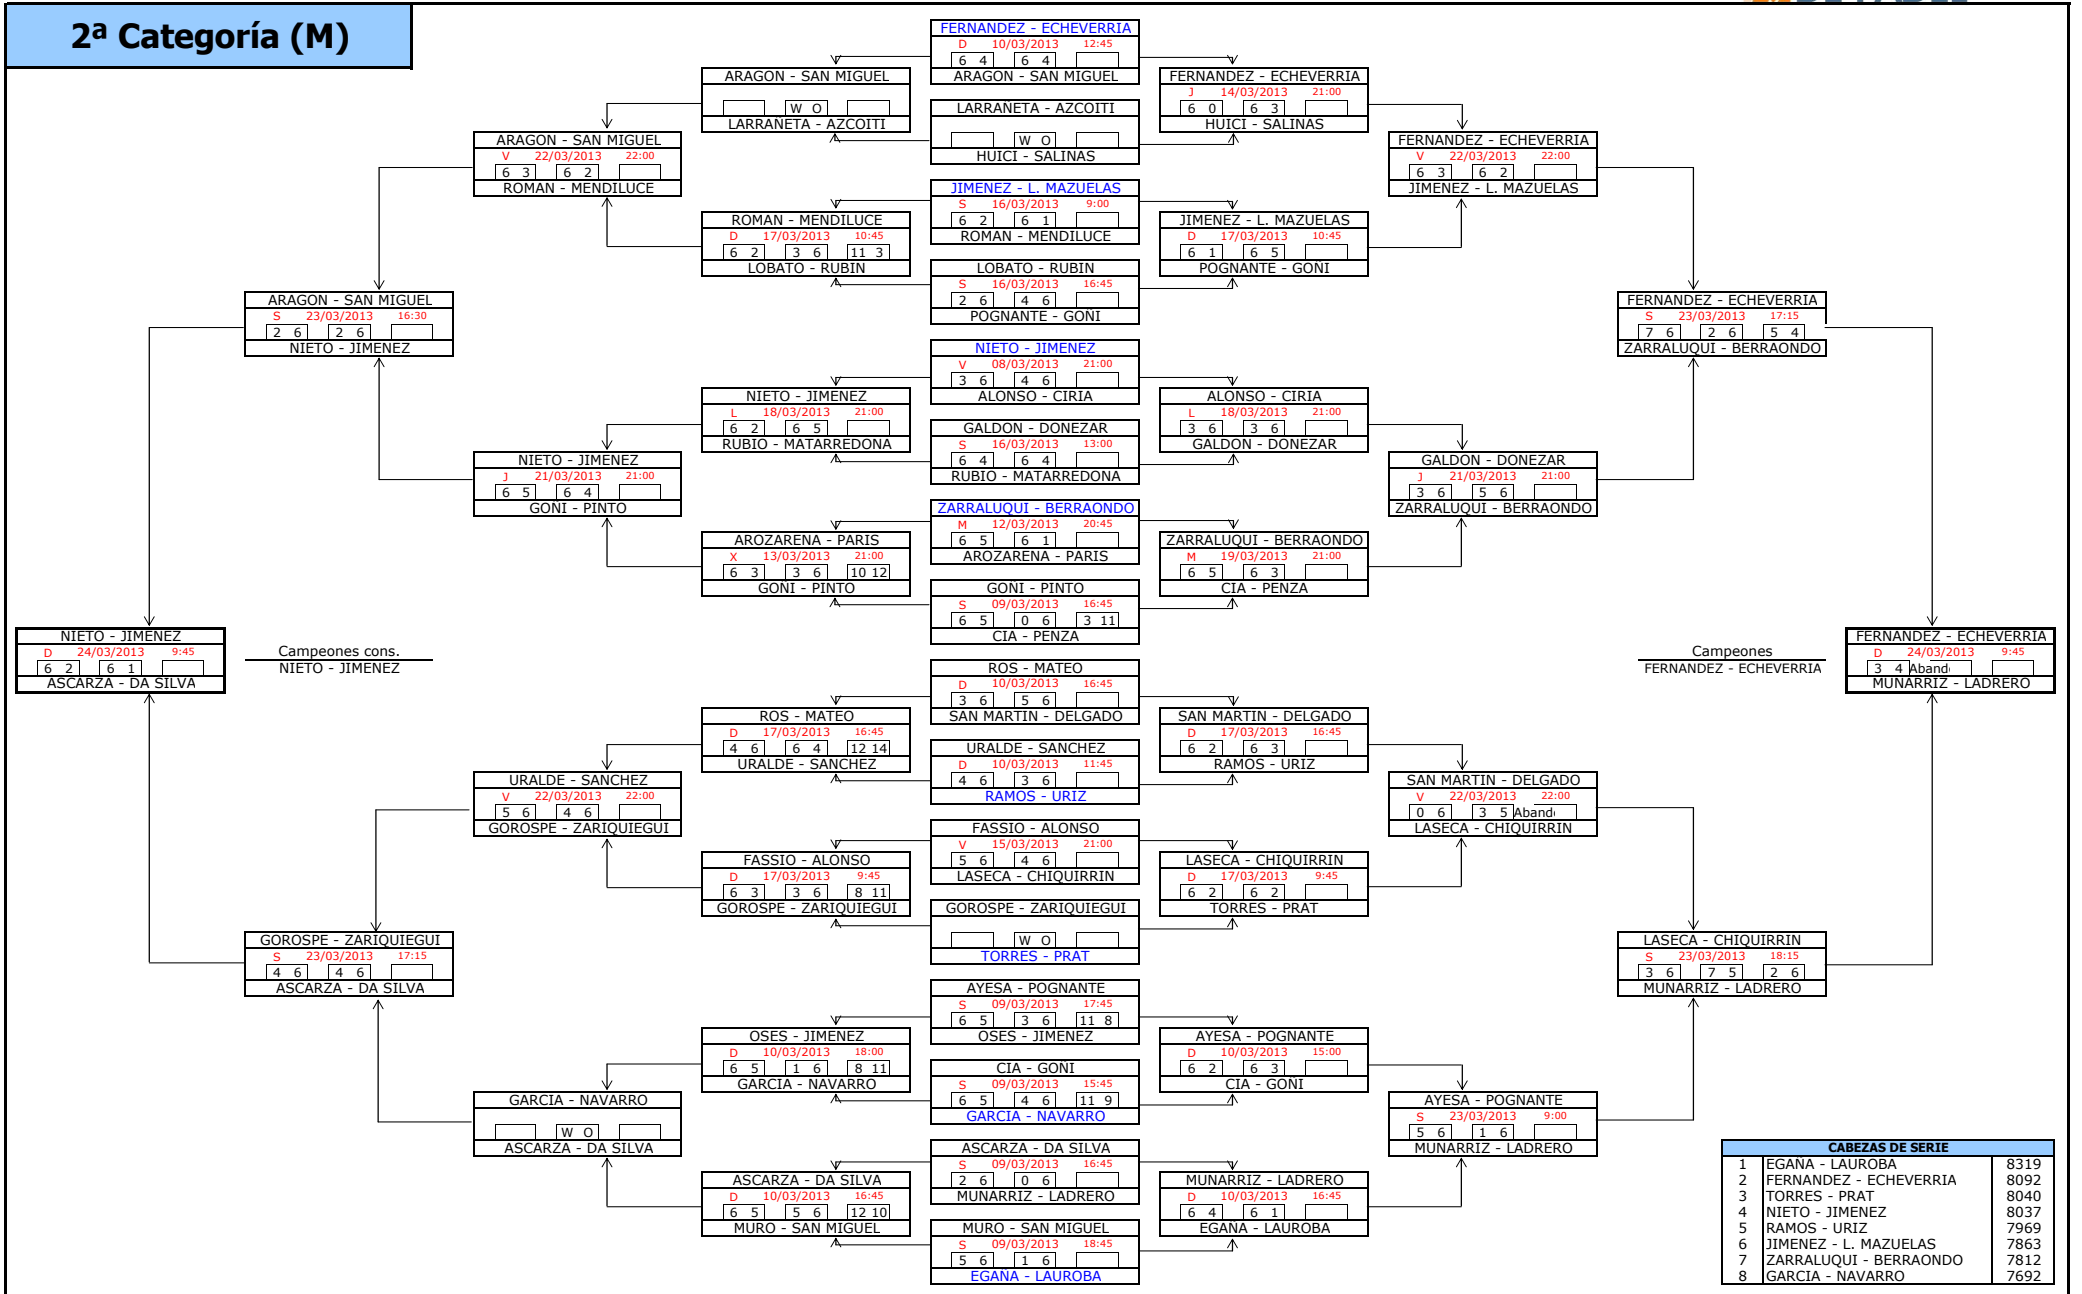 2ª Categoría (M)
NIETO - JIMENEZ
D 24/03/2013 9:45
6 2 6 1
ASCARZA - DA SILVA
Campeones cons.
NIETO - JIMENEZ
ARAGON - SAN MIGUEL
S 23/03/2013 16:30
2 6 2 6
NIETO - JIMENEZ
GOROSPE - ZARIQUIEGUI
S 23/03/2013 17:15
4 6 4 6
ASCARZA - DA SILVA
ARAGON - SAN MIGUEL
V 22/03/2013 22:00
6 3 6 2
ROMAN - MENDILUCE
NIETO - JIMENEZ
J 21/03/2013 21:00
6 5 6 4
GOÑI - PINTO
URALDE - SANCHEZ
V 22/03/2013 22:00
5 6 4 6
GOROSPE - ZARIQUIEGUI
GARCIA - NAVARRO
W O
ASCARZA - DA SILVA
ARAGON - SAN MIGUEL
W O
LARRAÑETA - AZCOITI
ROMAN - MENDILUCE
D 17/03/2013 10:45
6 2 3 6 11 3
LOBATO - RUBIN
NIETO - JIMENEZ
L 18/03/2013 21:00
6 2 6 5
RUBIO - MATARREDONA
AROZARENA - PARIS
X 13/03/2013 21:00
6 3 3 6 10 12
GOÑI - PINTO
ROS - MATEO
D 17/03/2013 16:45
4 6 6 4 12 14
URALDE - SANCHEZ
FASSIO - ALONSO
D 17/03/2013 9:45
6 3 3 6 8 11
GOROSPE - ZARIQUIEGUI
OSES - JIMENEZ
D 10/03/2013 18:00
6 5 1 6 8 11
GARCIA - NAVARRO
ASCARZA - DA SILVA
D 10/03/2013 16:45
6 5 5 6 12 10
MURO - SAN MIGUEL
FERNANDEZ - ECHEVERRIA
D 10/03/2013 12:45
6 4 6 4
ARAGON - SAN MIGUEL
LARRAÑETA - AZCOITI
W O
HUICI - SALINAS
JIMENEZ - L. MAZUELAS
S 16/03/2013 9:00
6 2 6 1
ROMAN - MENDILUCE
LOBATO - RUBIN
S 16/03/2013 16:45
2 6 4 6
POGNANTE - GOÑI
NIETO - JIMENEZ
V 08/03/2013 21:00
3 6 4 6
ALONSO - CIRIA
GALDON - DONEZAR
S 16/03/2013 13:00
6 4 6 4
RUBIO - MATARREDONA
ZARRALUQUI - BERRAONDO
M 12/03/2013 20:45
6 5 6 1
AROZARENA - PARIS
GOÑI - PINTO
S 09/03/2013 16:45
6 5 0 6 3 11
CIA - PENZA
ROS - MATEO
D 10/03/2013 16:45
3 6 5 6
SAN MARTIN - DELGADO
URALDE - SANCHEZ
D 10/03/2013 11:45
4 6 3 6
RAMOS - URIZ
FASSIO - ALONSO
V 15/03/2013 21:00
5 6 4 6
LASECA - CHIQUIRRIN
GOROSPE - ZARIQUIEGUI
W O
TORRES - PRAT
AYESA - POGNANTE
S 09/03/2013 17:45
6 5 3 6 11 8
OSES - JIMENEZ
CIA - GOÑI
S 09/03/2013 15:45
6 5 4 6 11 9
GARCIA - NAVARRO
ASCARZA - DA SILVA
S 09/03/2013 16:45
2 6 0 6
MUNARRIZ - LADRERO
MURO - SAN MIGUEL
S 09/03/2013 18:45
5 6 1 6
EGAÑA - LAUROBA
FERNANDEZ - ECHEVERRIA
J 14/03/2013 21:00
6 0 6 3
HUICI - SALINAS
JIMENEZ - L. MAZUELAS
D 17/03/2013 10:45
6 1 6 5
POGNANTE - GOÑI
ALONSO - CIRIA
L 18/03/2013 21:00
3 6 3 6
GALDON - DONEZAR
ZARRALUQUI - BERRAONDO
M 19/03/2013 21:00
6 5 6 3
CIA - PENZA
SAN MARTIN - DELGADO
D 17/03/2013 16:45
6 2 6 3
RAMOS - URIZ
LASECA - CHIQUIRRIN
D 17/03/2013 9:45
6 2 6 2
TORRES - PRAT
AYESA - POGNANTE
D 10/03/2013 15:00
6 2 6 3
CIA - GOÑI
MUNARRIZ - LADRERO
D 10/03/2013 16:45
6 4 6 1
EGAÑA - LAUROBA
FERNANDEZ - ECHEVERRIA
V 22/03/2013 22:00
6 3 6 2
JIMENEZ - L. MAZUELAS
GALDON - DONEZAR
J 21/03/2013 21:00
3 6 5 6
ZARRALUQUI - BERRAONDO
SAN MARTIN - DELGADO
V 22/03/2013 22:00
0 6 3 5 Aband
LASECA - CHIQUIRRIN
AYESA - POGNANTE
S 23/03/2013 9:00
5 6 1 6
MUNARRIZ - LADRERO
FERNANDEZ - ECHEVERRIA
S 23/03/2013 17:15
7 6 2 6 5 4
ZARRALUQUI - BERRAONDO
LASECA - CHIQUIRRIN
S 23/03/2013 18:15
3 6 7 5 2 6
MUNARRIZ - LADRERO
Campeones
FERNANDEZ - ECHEVERRIA
FERNANDEZ - ECHEVERRIA
D 24/03/2013 9:45
3 4 Aband
MUNARRIZ - LADRERO
CABEZAS DE SERIE
1 EGAÑA - LAUROBA 8319
2 FERNANDEZ - ECHEVERRIA 8092
3 TORRES - PRAT 8040
4 NIETO - JIMENEZ 8037
5 RAMOS - URIZ 7969
6 JIMENEZ - L. MAZUELAS 7863
7 ZARRALUQUI - BERRAONDO 7812
8 GARCIA - NAVARRO 7692